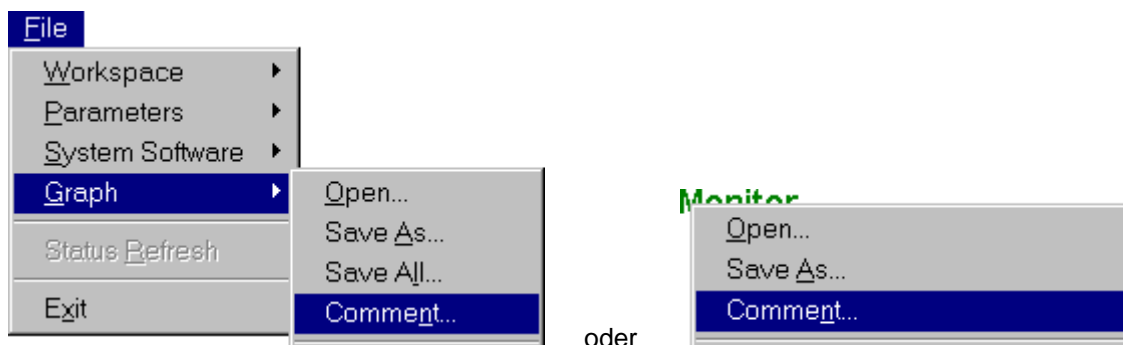 File
Workspace
Parameters
System Software
Graph
Status Refresh
Exit
Open...
Save As...
Save All...
Comment...
oder
Monitor
Open...
Save As...
Comment...